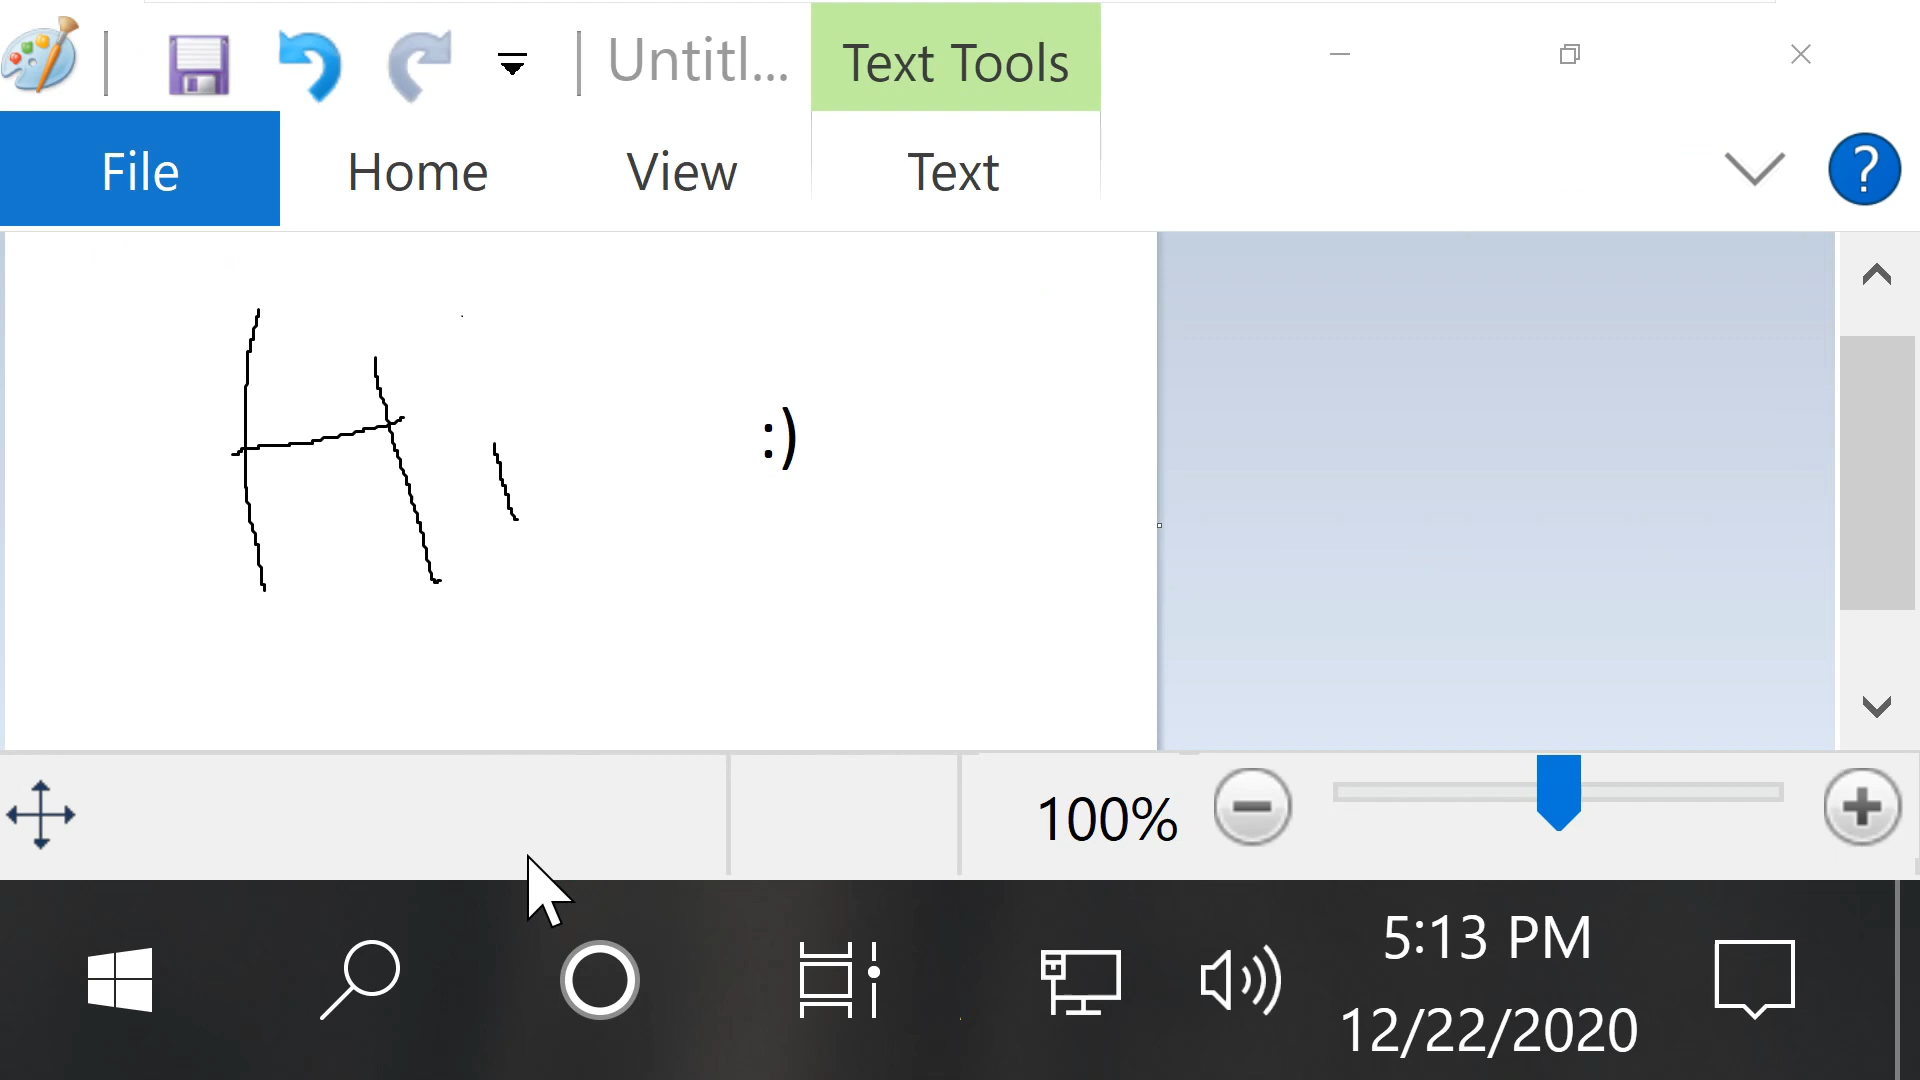 Untitl... Text Tools
File Home View Text ?
Hi :)
100%
5:13 PM
12/22/2020